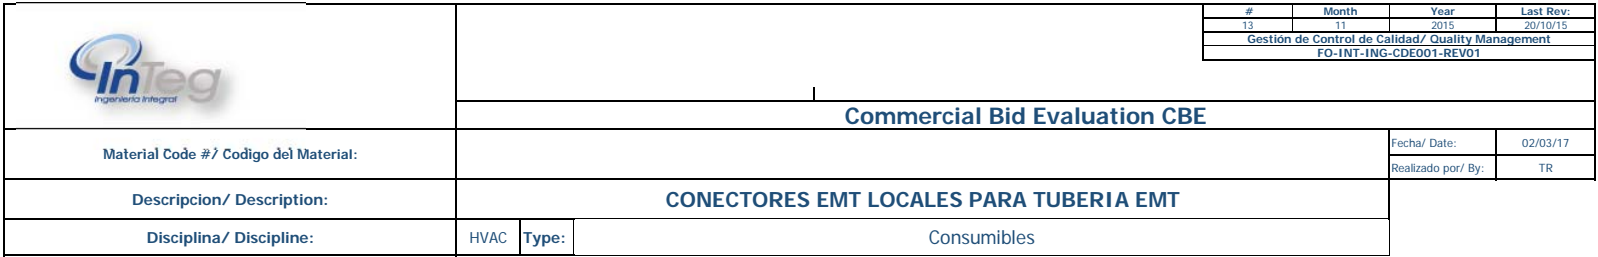 # Month Year Last Rev:
13 11 2015 20/10/15
Gestión de Control de Calidad/ Quality Management
FO-INT-ING-CDE001-REV01
InTeg
Ingeniería Integral
Commercial Bid Evaluation CBE
Material Code #/ Codigo del Material:
Fecha/ Date: 02/03/17
Realizado por/ By: TR
Descripcion/ Description: CONECTORES EMT LOCALES PARA TUBERIA EMT
Disciplina/ Discipline: HVAC Type: Consumibles